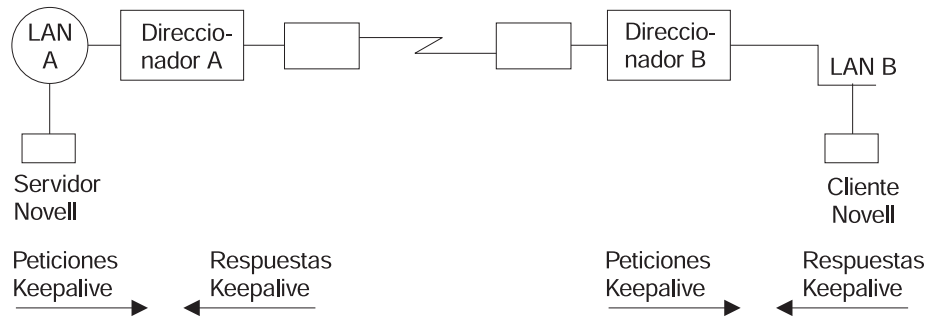 LAN
A
Direccio-
nador A
Direccio-
nador B
LAN B
Servidor
Novell
Cliente
Novell
Peticiones
Keepalive
Respuestas
Keepalive
Peticiones
Keepalive
Respuestas
Keepalive